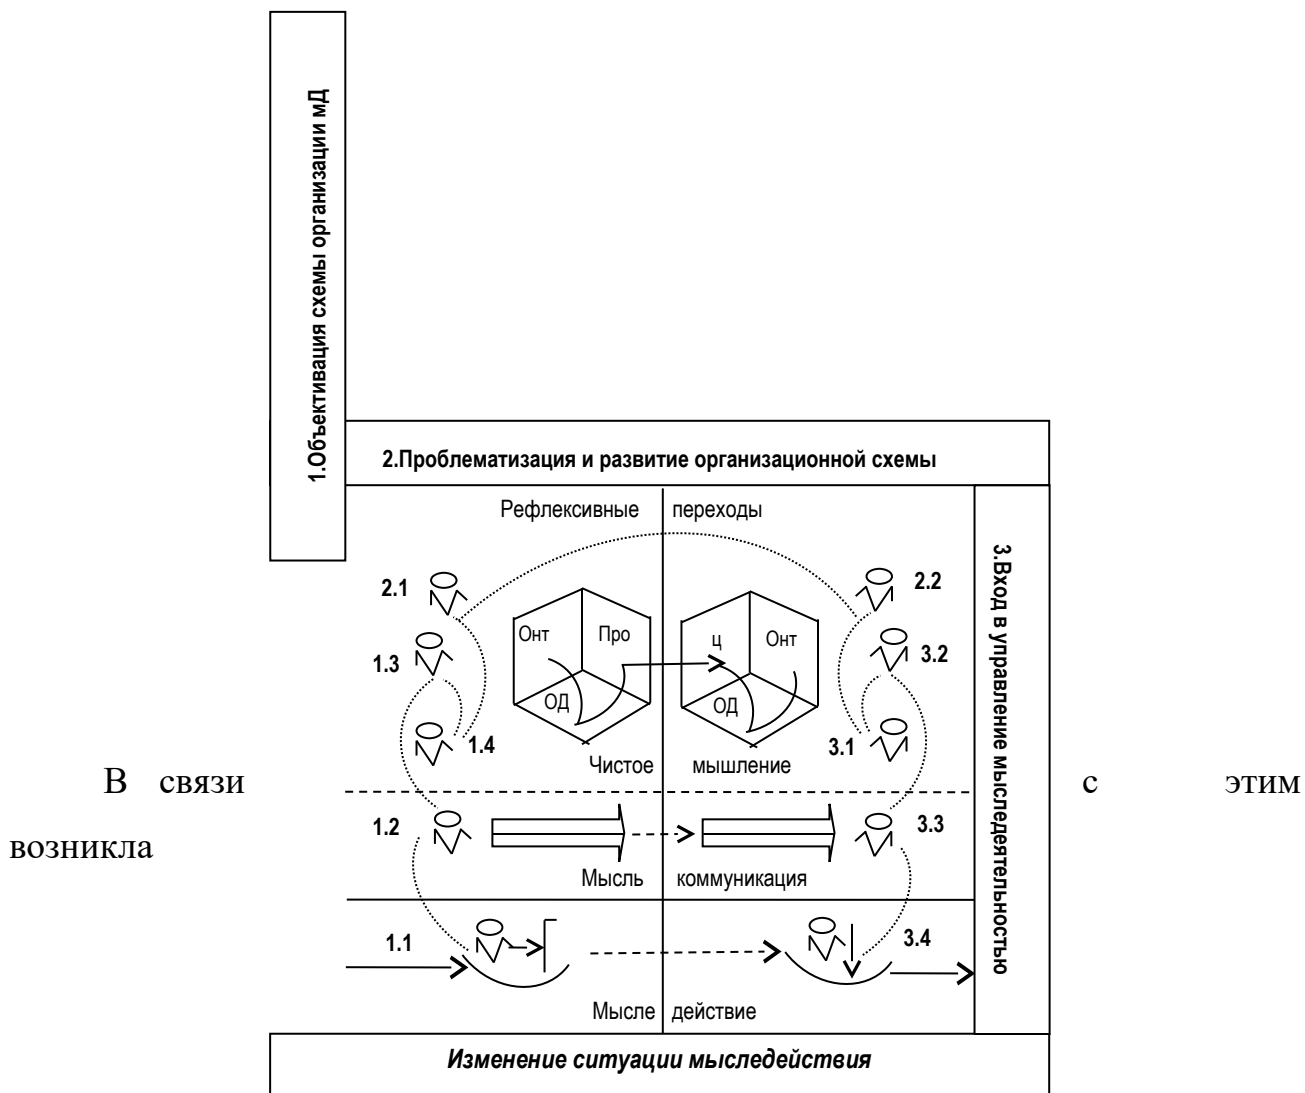 1.Объективация схемы организации мД
2.Проблематизация и развитие организационной схемы
Рефлексивные переходы
3.Вход в управление мыследеятельностью
2.1
2.2
Онт
Про
ц
Онт
1.3
3.2
ОД
ОД
1.4
3.1
Чистое мышление
В связи с этим
1.2
3.3
возникла
Мысль коммуникация
1.1
3.4
Мысле действие
Изменение ситуации мыследействия